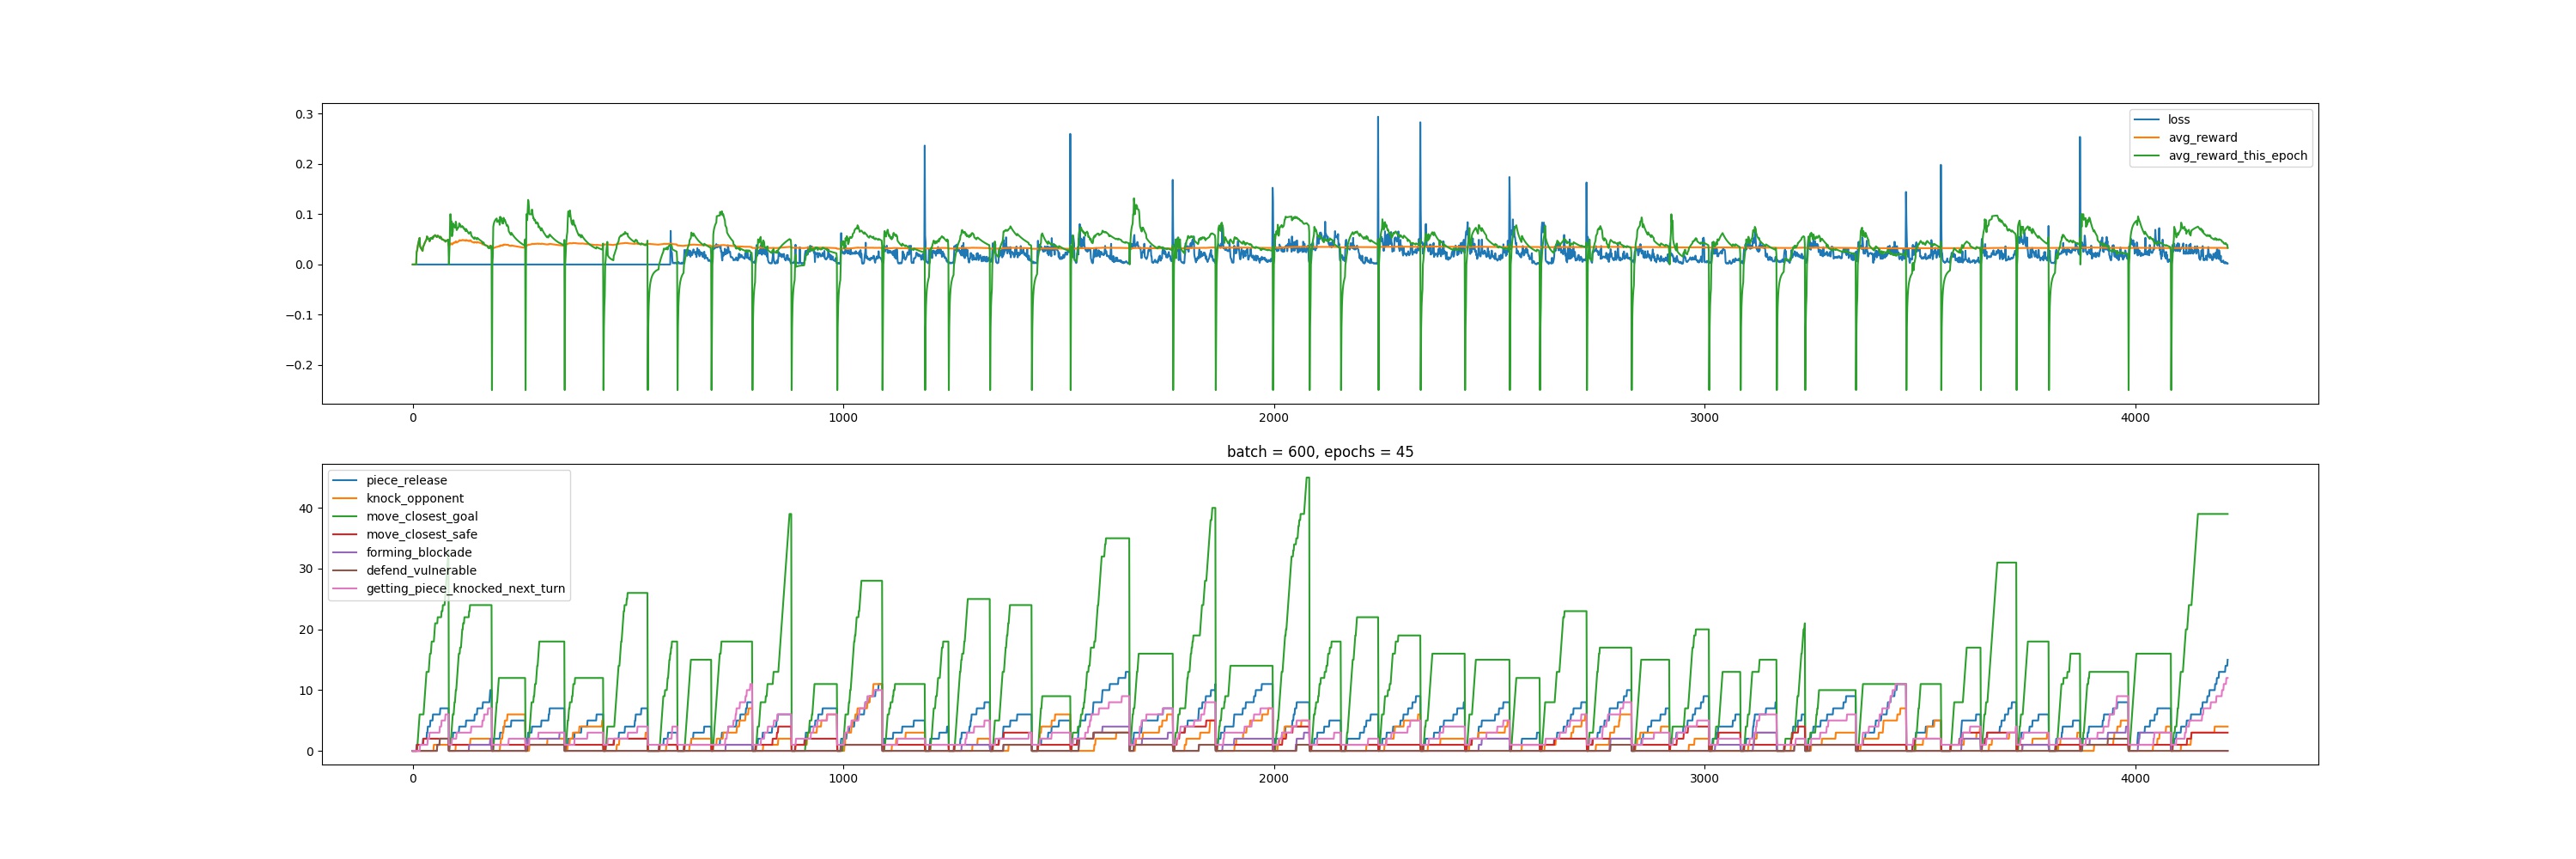 0.3
0.2
0.1
0.0
−0.1
−0.2
loss
avg_reward
avg_reward_this_epoch
0 1000 2000 3000 4000
batch = 600, epochs = 45
40
30
20
10
0
piece_release
knock_opponent
move_closest_goal
move_closest_safe
forming_blockade
defend_vulnerable
getting_piece_knocked_next_turn
0 1000 2000 3000 4000